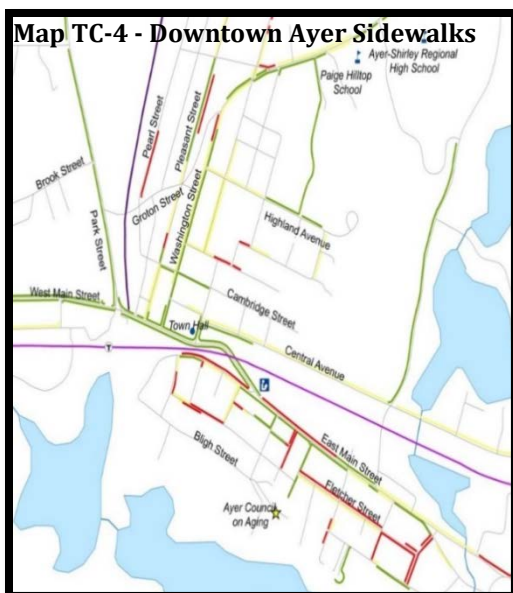 Map TC-4 - Downtown Ayer Sidewalks
Ayer-Shirley Regional
High School
Paige Hilltop
School
Pearl Street
Pleasant Street
Brook Street
Groton Street
Washington Street
Park Street
Highland Avenue
West Main Street
Cambridge Street
Town Hall
Central Avenue
East Main Street
Bligh Street
Fletcher Street
Ayer Council
on Aging